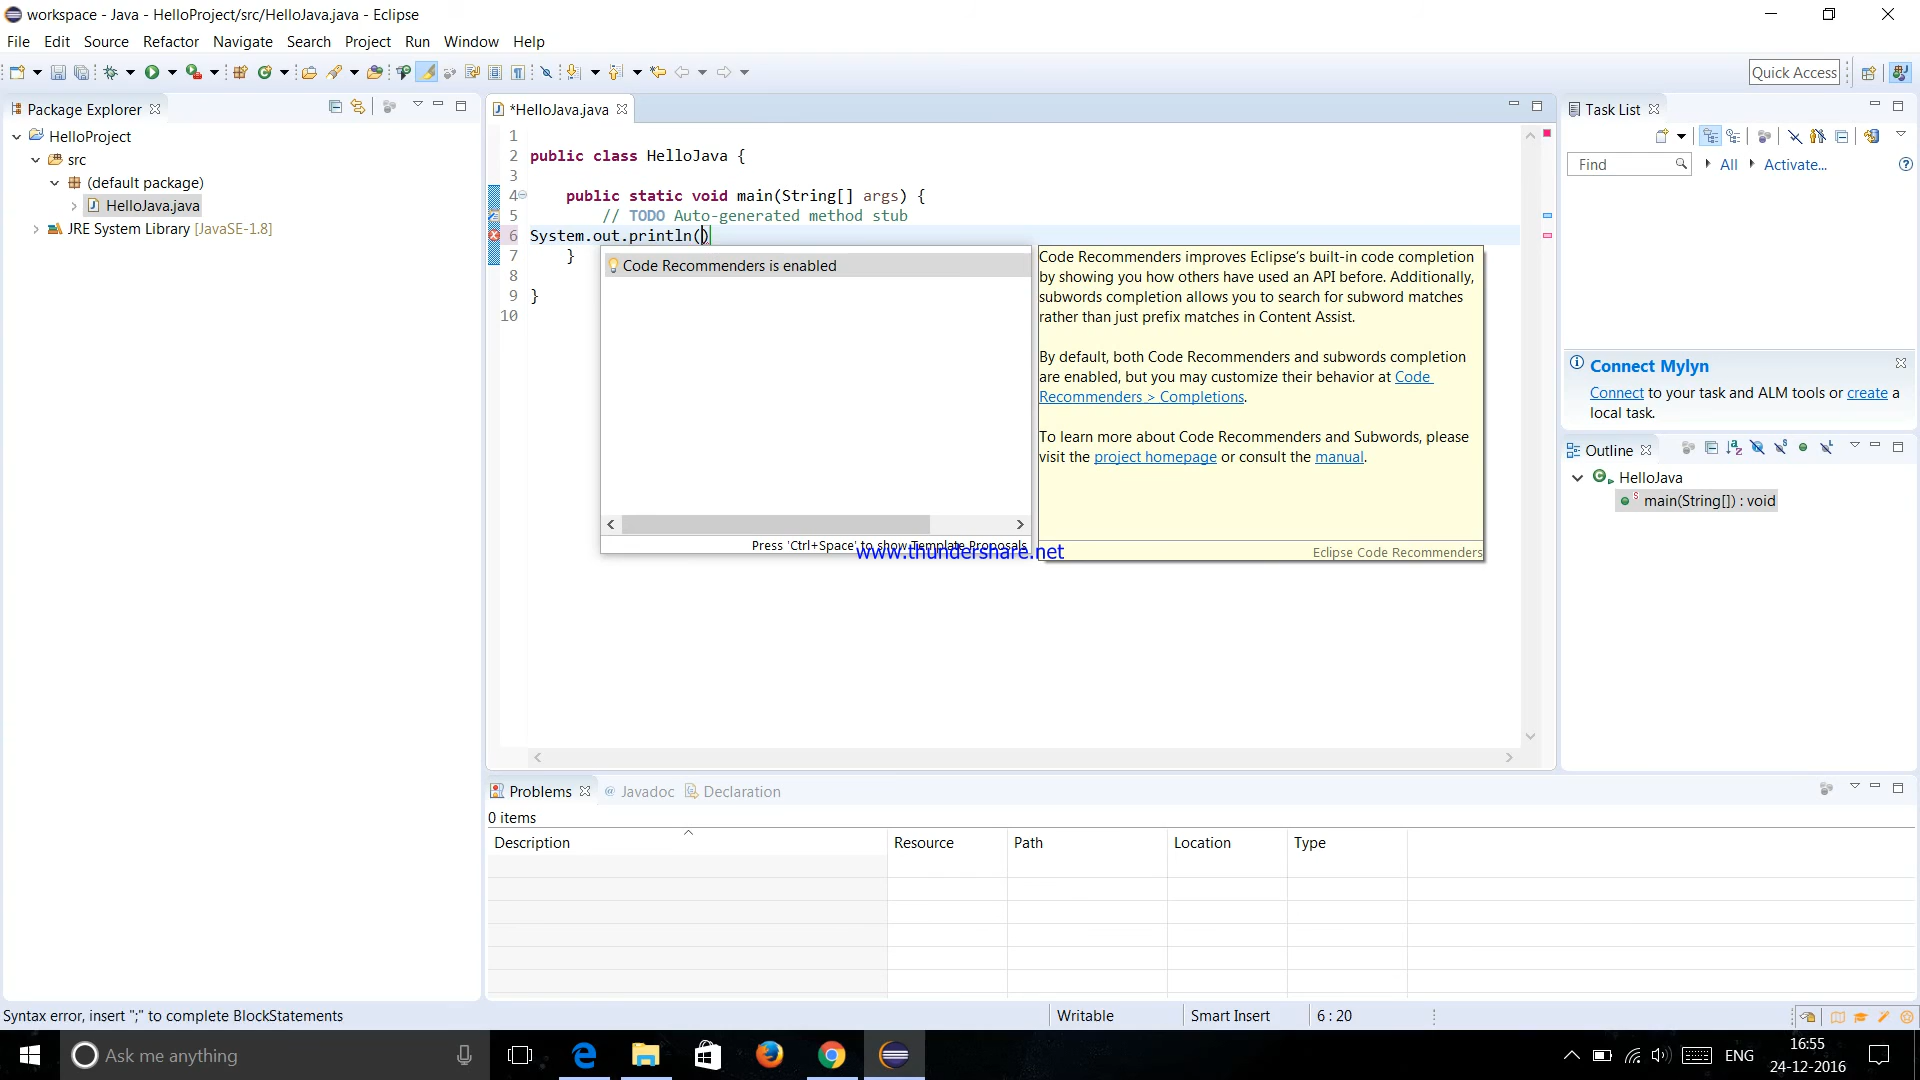 workspace - Java - HelloProject/src/HelloJava.java - Eclipse
File Edit Source Refactor Navigate Search Project Run Window Help
Quick Access
Package Explorer
HelloProject
src
(default package)
HelloJava.java
JRE System Library [JavaSE-1.8]
*HelloJava.java
1
2 public class HelloJava {
3
4 public static void main(String[] args) {
5 // TODO Auto-generated method stub
6 System.out.println()
7 }
8
9 }
10
Code Recommenders is enabled
Press 'Ctrl+Space' to show Template Proposals
Code Recommenders improves Eclipse's built-in code completion
by showing you how others have used an API before. Additionally,
subwords completion allows you to search for subword matches
rather than just prefix matches in Content Assist.
By default, both Code Recommenders and subwords completion
are enabled, but you may customize their behavior at Code
Recommenders > Completions.
To learn more about Code Recommenders and Subwords, please
visit the project homepage or consult the manual.
Eclipse Code Recommenders
www.thundershare.net
Task List
Find All Activate...
Connect Mylyn
Connect to your task and ALM tools or create a
local task.
Outline
HelloJava
main(String[]) : void
Problems Javadoc Declaration
0 items
Description Resource Path Location Type
Syntax error, insert ";" to complete BlockStatements Writable Smart Insert 6 : 20
Ask me anything
ENG
16:55
24-12-2016